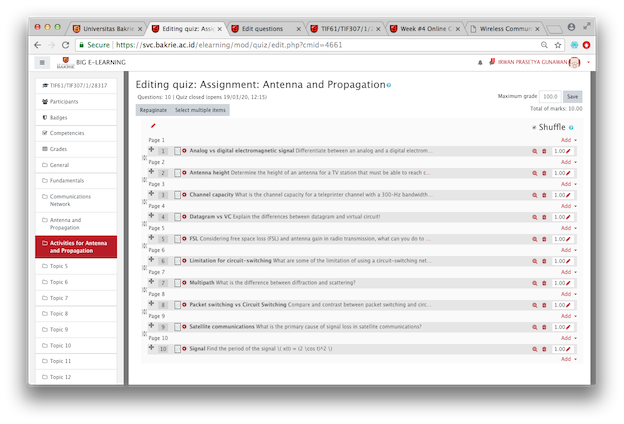 Universitas Bakrie
Editing quiz: Assig
Edit questions
TIF61/TIF307/1/2
Week #4 Online C
Wireless Commun
Secure https://svc.bakrie.ac.id/elearning/mod/quiz/edit.php?cmid=4661
BAKRIE
BIG E-LEARNING
IRWAN PRASETYA GUNAWAN
TIF61/TIF307/1/28317
Participants
Badges
Competencies
Grades
General
Fundamentals
Communications
Network
Antenna and
Propagation
Activities for Antenna
and Propagation
Topic 5
Topic 6
Topic 7
Topic 8
Topic 9
Topic 10
Topic 11
Topic 12
Editing quiz: Assignment: Antenna and Propagation
Questions: 10 | Quiz closed (opens 19/03/20, 12:15)
Maximum grade 100.0 Save
Repaginate Select multiple items
Total of marks: 10.00
Shuffle
Page 1 Add
1 Analog vs digital electromagnetic signal Differentiate between an analog and a digital electrom... 1.00
Page 2 Add
2 Antenna height Determine the height of an antenna for a TV station that must be able to reach c... 1.00
Page 3 Add
3 Channel capacity What is the channel capacity for a teleprinter channel with a 300-Hz bandwidth... 1.00
Page 4 Add
4 Datagram vs VC Explain the differences between datagram and virtual circuit! 1.00
Page 5 Add
5 FSL Considering free space loss (FSL) and antenna gain in radio transmission, what can you do to ... 1.00
Page 6 Add
6 Limitation for circuit-switching What are some of the limitation of using a circuit-switching net... 1.00
Page 7 Add
7 Multipath What is the difference between diffraction and scattering? 1.00
Page 8 Add
8 Packet switching vs Circuit Switching Compare and contrast between packet switching and circ... 1.00
Page 9 Add
9 Satellite communications What is the primary cause of signal loss in satellite communications? 1.00
Page 10 Add
10 Signal Find the period of the signal \( x(t) = (2 \cos t)^2 \) 1.00
Add